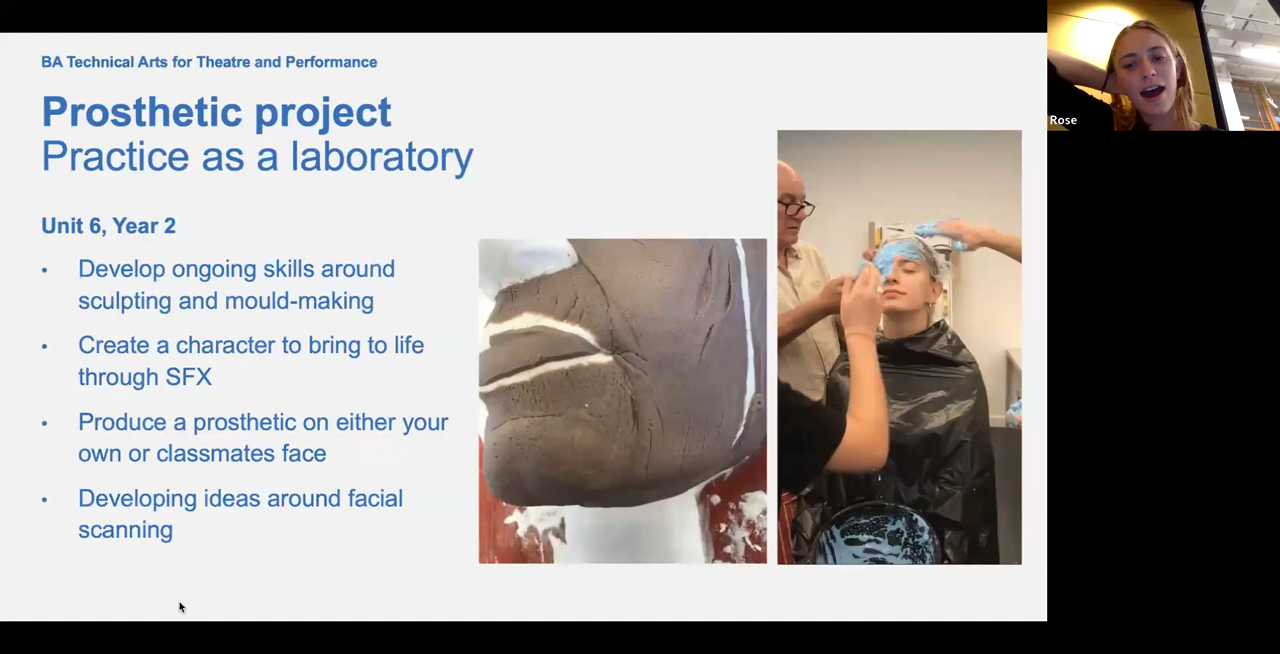 BA Technical Arts for Theatre and Performance
Prosthetic project
Practice as a laboratory
Unit 6, Year 2
• Develop ongoing skills around
sculpting and mould-making
• Create a character to bring to life
through SFX
• Produce a prosthetic on either your
own or classmates face
• Developing ideas around facial
scanning
Rose